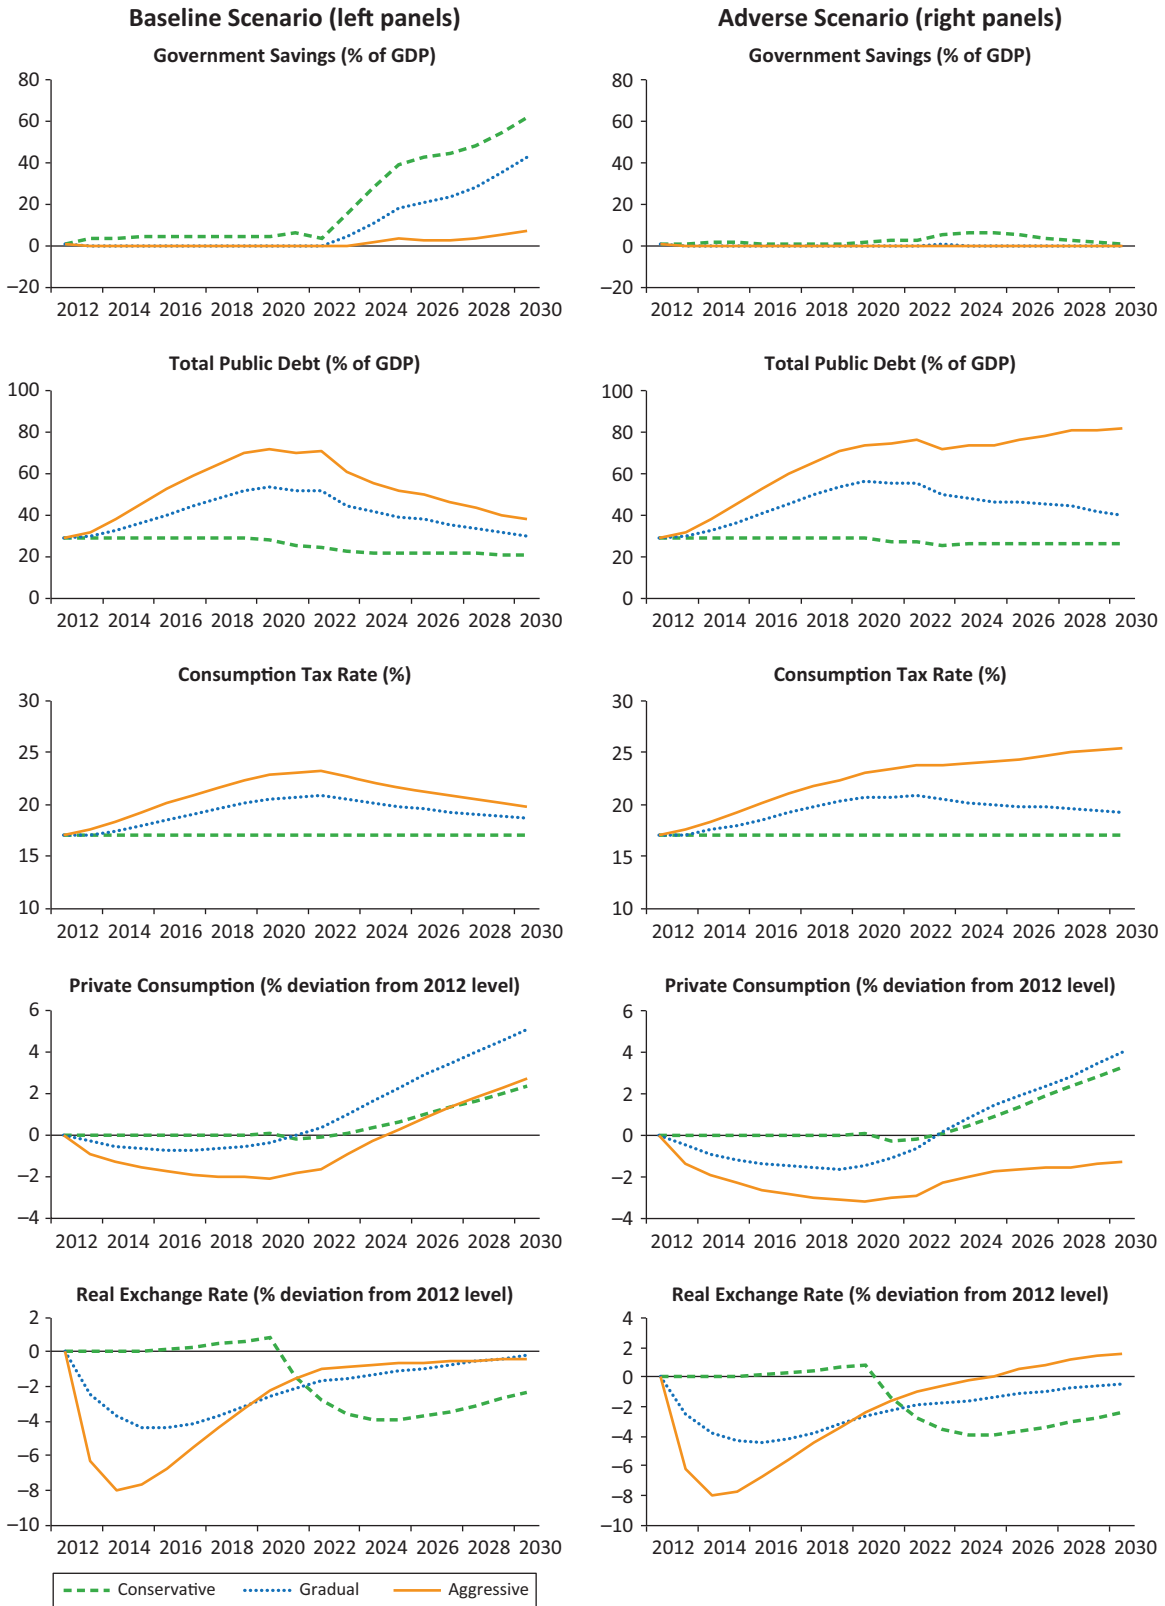 Baseline Scenario (left panels)
Adverse Scenario (right panels)
Government Savings (% of GDP)
80
60
40
20
0
–20
2012 2014 2016 2018 2020 2022 2024 2026 2028 2030
Government Savings (% of GDP)
80
60
40
20
0
–20
2012 2014 2016 2018 2020 2022 2024 2026 2028 2030
Total Public Debt (% of GDP)
100
80
60
40
20
0
2012 2014 2016 2018 2020 2022 2024 2026 2028 2030
Total Public Debt (% of GDP)
100
80
60
40
20
0
2012 2014 2016 2018 2020 2022 2024 2026 2028 2030
Consumption Tax Rate (%)
30
25
20
15
10
2012 2014 2016 2018 2020 2022 2024 2026 2028 2030
Consumption Tax Rate (%)
30
25
20
15
10
2012 2014 2016 2018 2020 2022 2024 2026 2028 2030
Private Consumption (% deviation from 2012 level)
6
4
2
0
–2
–4
2012 2014 2016 2018 2020 2022 2024 2026 2028 2030
Private Consumption (% deviation from 2012 level)
6
4
2
0
–2
–4
2012 2014 2016 2018 2020 2022 2024 2026 2028 2030
Real Exchange Rate (% deviation from 2012 level)
2
0
–2
–4
–6
–8
–10
2012 2014 2016 2018 2020 2022 2024 2026 2028 2030
Real Exchange Rate (% deviation from 2012 level)
4
2
0
–2
–4
–6
–8
–10
2012 2014 2016 2018 2020 2022 2024 2026 2028 2030
Conservative Gradual Aggressive